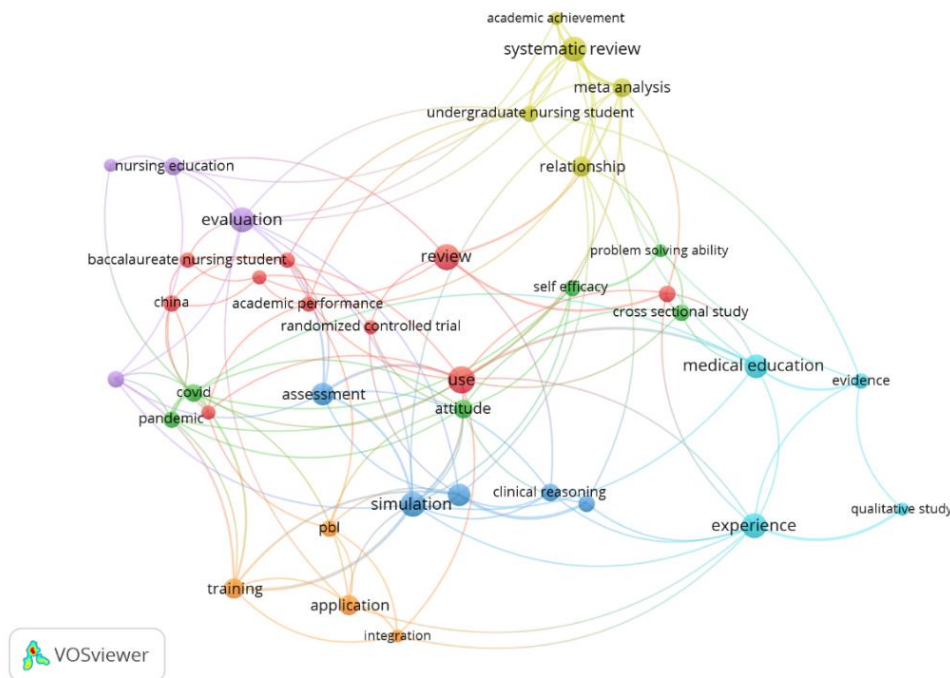 academic achievement
systematic review
meta analysis
undergraduate nursing student
nursing education
relationship
evaluation
problem solving ability
review
baccalaureate nursing student
self efficacy
china
academic performance
cross sectional study
randomized controlled trial
medical education
use
evidence
covid
assessment
attitude
pandemic
clinical reasoning
simulation
qualitative study
experience
pbl
training
application
integration
VOSviewer